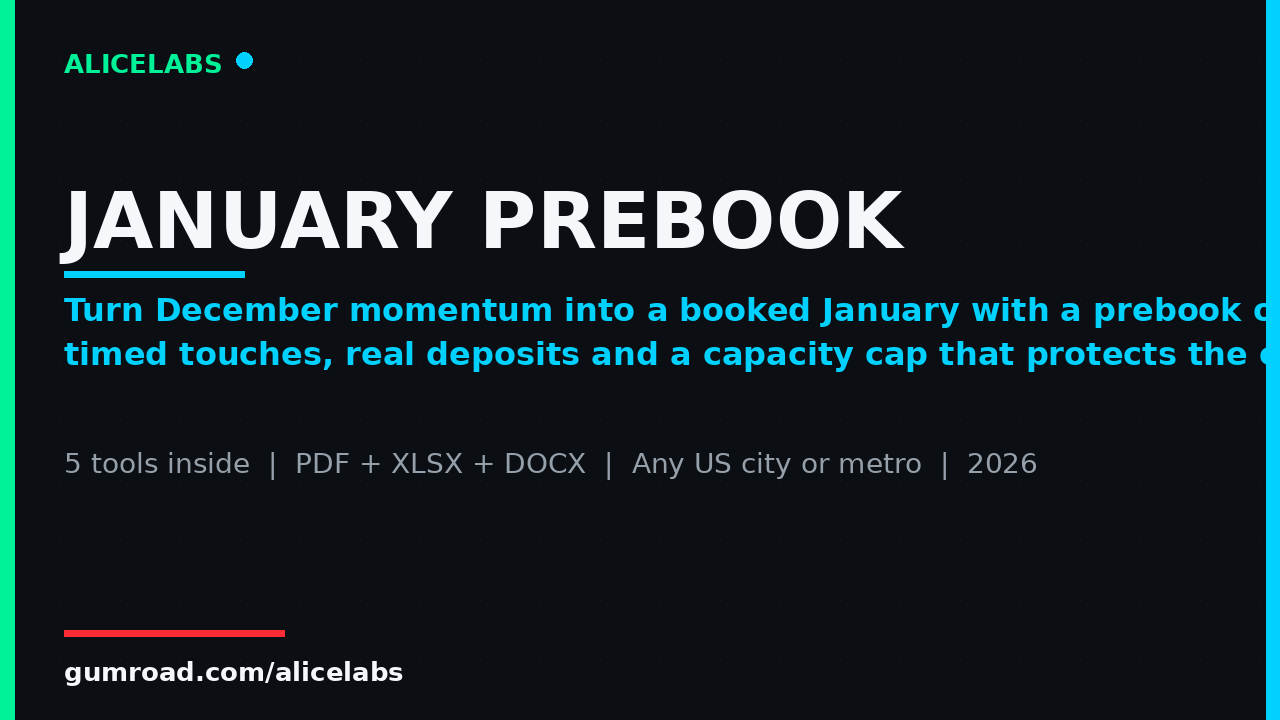 ALICELABS
JANUARY PREBOOK
Turn December momentum into a booked January with a prebook
timed touches, real deposits and a capacity cap that protects the
5 tools inside | PDF + XLSX + DOCX | Any US city or metro | 2026
gumroad.com/alicelabs